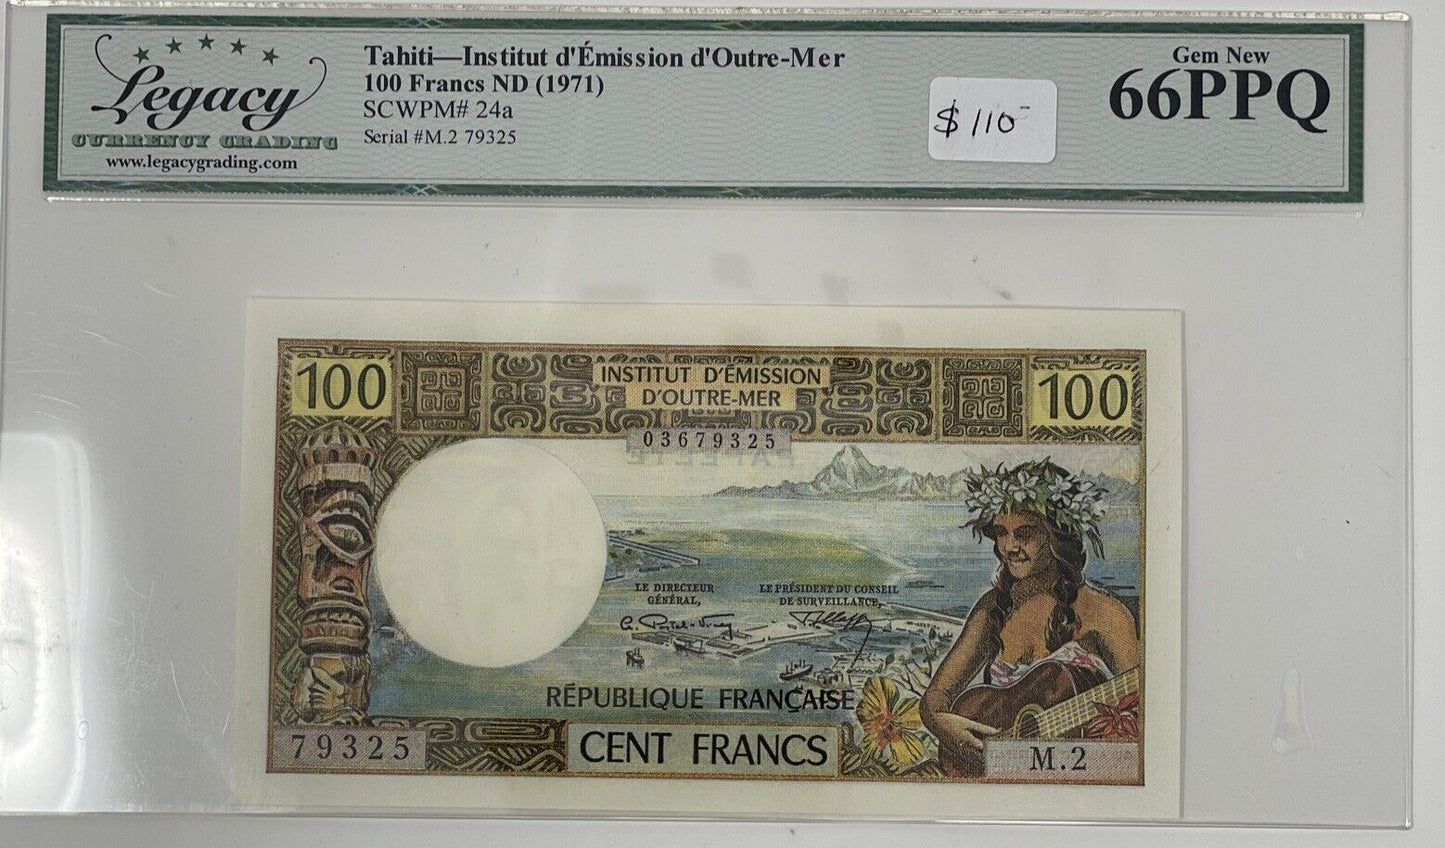 Legacy
CURRENCY GRADING
www.legacygrading.com
Tahiti—Institut d'Émission d'Outre-Mer
100 Francs ND (1971)
SCWPM# 24a
Serial #M.2 79325
$110-
Gem New
66PPQ
100
INSTITUT D'ÉMISSION
D'OUTRE-MER
100
03679325
LE DIRECTEUR
GÉNÉRAL,
LE PRÉSIDENT DU CONSEIL
DE SURVEILLANCE,
RÉPUBLIQUE FRANÇAISE
79325
CENT FRANCS
M.2